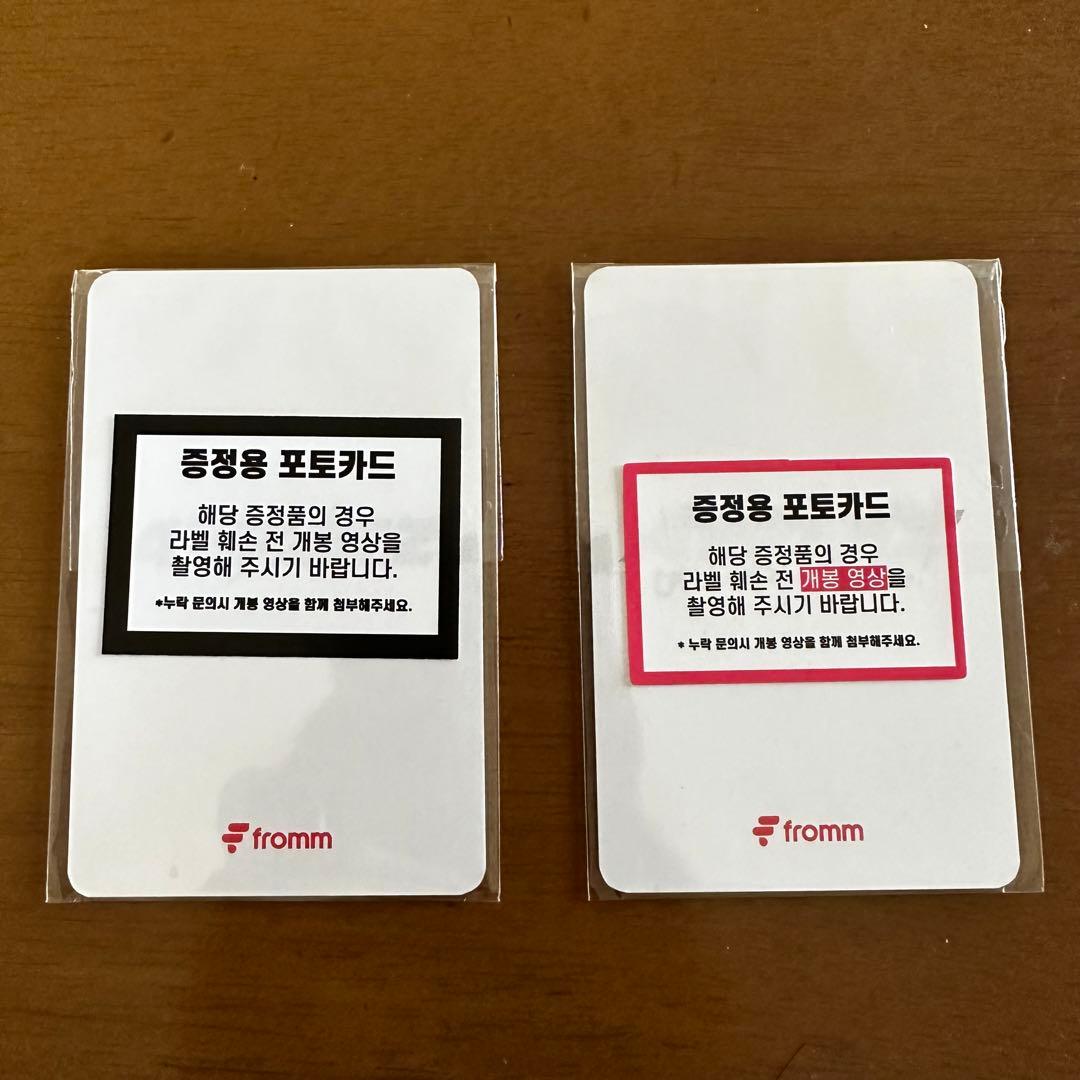 증정용 포토카드
해당 증정품의 경우
라벨 훼손 전 개봉 영상을
촬영해 주시기 바랍니다.
*누락 문의시 개봉 영상을 함께 첨부해주세요.
fromm
증정용 포토카드
해당 증정품의 경우
라벨 훼손 전 개봉 영상을
촬영해 주시기 바랍니다.
* 누락 문의시 개봉 영상을 함께 첨부해주세요.
fromm